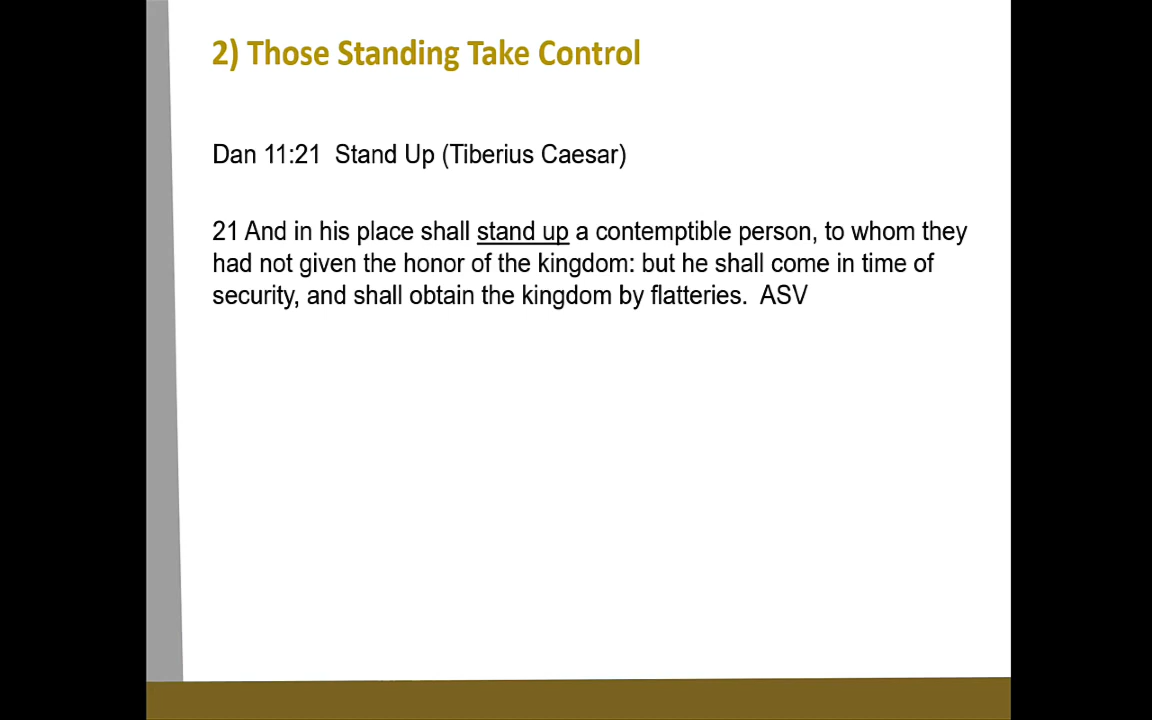 2) Those Standing Take Control
Dan 11:21  Stand Up (Tiberius Caesar)
21 And in his place shall stand up a contemptible person, to whom they
had not given the honor of the kingdom: but he shall come in time of
security, and shall obtain the kingdom by flatteries.  ASV